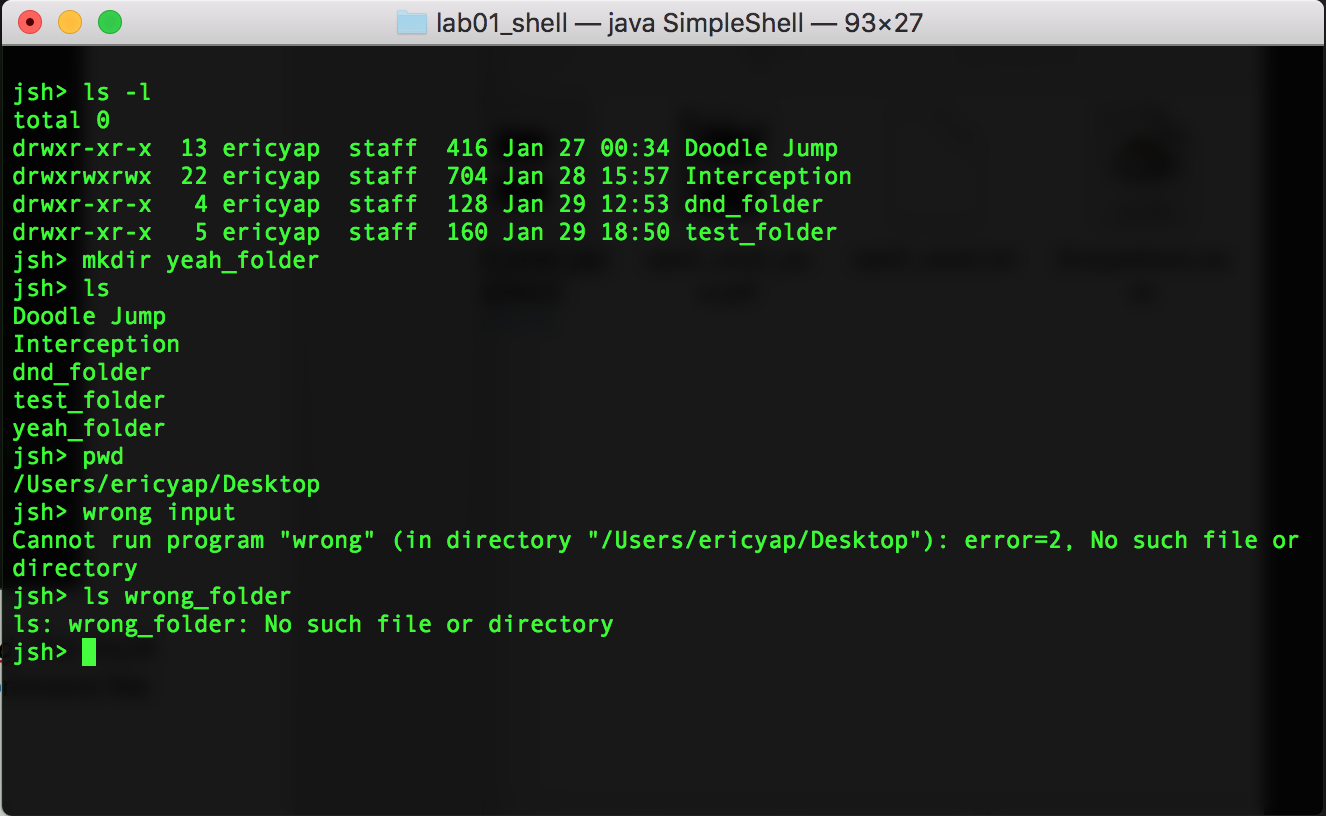 lab01_shell — java SimpleShell — 93×27
jsh> ls -l
total 0
drwxr-xr-x  13 ericyap  staff  416 Jan 27 00:34 Doodle Jump
drwxrwxrwx  22 ericyap  staff  704 Jan 28 15:57 Interception
drwxr-xr-x   4 ericyap  staff  128 Jan 29 12:53 dnd_folder
drwxr-xr-x   5 ericyap  staff  160 Jan 29 18:50 test_folder
jsh> mkdir yeah_folder
jsh> ls
Doodle Jump
Interception
dnd_folder
test_folder
yeah_folder
jsh> pwd
/Users/ericyap/Desktop
jsh> wrong input
Cannot run program "wrong" (in directory "/Users/ericyap/Desktop"): error=2, No such file or
directory
jsh> ls wrong_folder
ls: wrong_folder: No such file or directory
jsh>